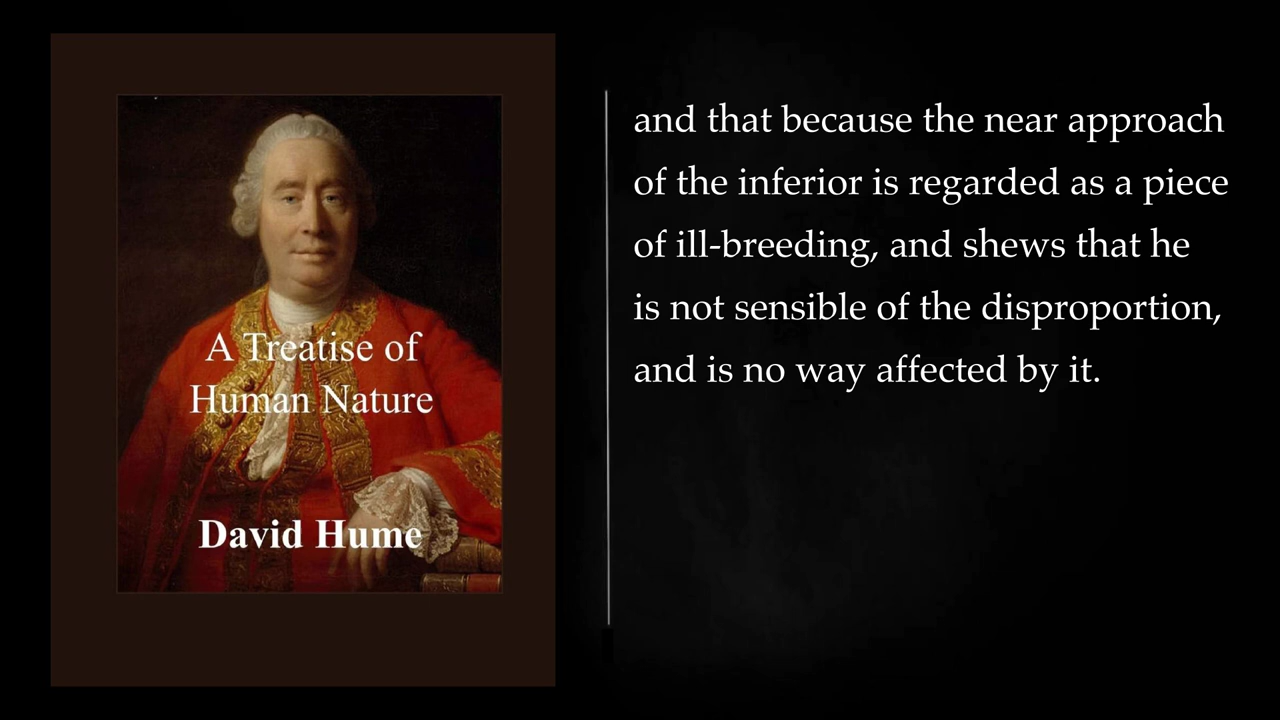 A Treatise of
Human Nature
David Hume
and that because the near approach
of the inferior is regarded as a piece
of ill-breeding, and shews that he
is not sensible of the disproportion,
and is no way affected by it.